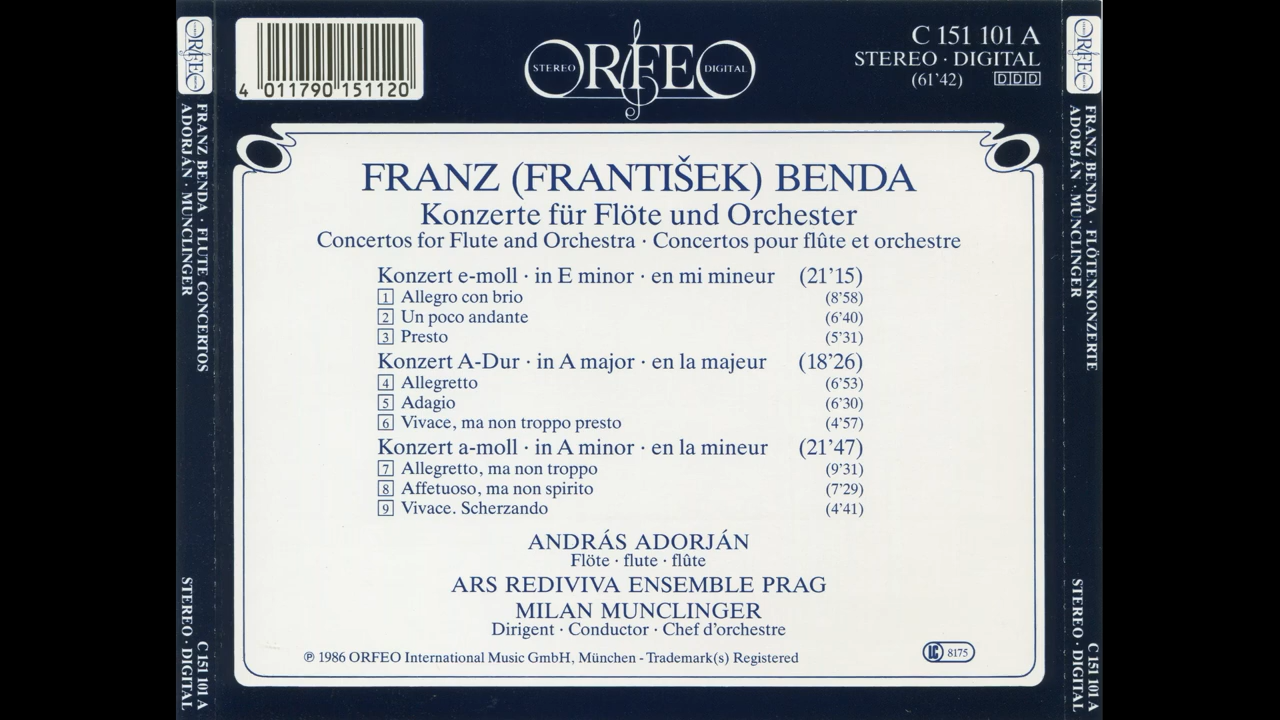 FRANZ BENDA · FLUTE CONCERTOS
ADORJÁN · MUNCLINGER
STEREO · DIGITAL
C 151 101 A
4 011790 151120
STEREO ORFEO DIGITAL
C 151 101 A
STEREO · DIGITAL
(61'42) DDD
FRANZ (FRANTIŠEK) BENDA
Konzerte für Flöte und Orchester
Concertos for Flute and Orchestra · Concertos pour flûte et orchestre
Konzert e-moll · in E minor · en mi mineur (21'15)
1 Allegro con brio (8'58)
2 Un poco andante (6'40)
3 Presto (5'31)
Konzert A-Dur · in A major · en la majeur (18'26)
4 Allegretto (6'53)
5 Adagio (6'30)
6 Vivace, ma non troppo presto (4'57)
Konzert a-moll · in A minor · en la mineur (21'47)
7 Allegretto, ma non troppo (9'31)
8 Affetuoso, ma non spirito (7'29)
9 Vivace. Scherzando (4'41)
ANDRÁS ADORJÁN
Flöte · flute · flûte
ARS REDIVIVA ENSEMBLE PRAG
MILAN MUNCLINGER
Dirigent · Conductor · Chef d'orchestre
℗ 1986 ORFEO International Music GmbH, München - Trademark(s) Registered
LC 8175
ORFEO
FRANZ BENDA · FLÖTENKONZERTE
ADORJÁN · MUNCLINGER
STEREO · DIGITAL
C 151 101 A
ORFEO